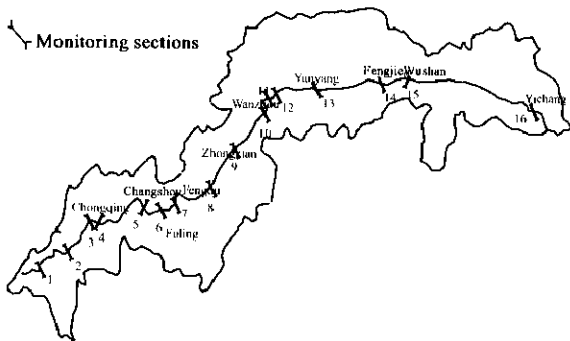 Monitoring sections
Yunyang
Fengjie Wushan
Wanzhou
11
12
13
14
15
Yichang
16
10
Zhongxian
9
Changshou
Fengdu
8
Chongqing
5
6
7
3
4
Fuling
2
1